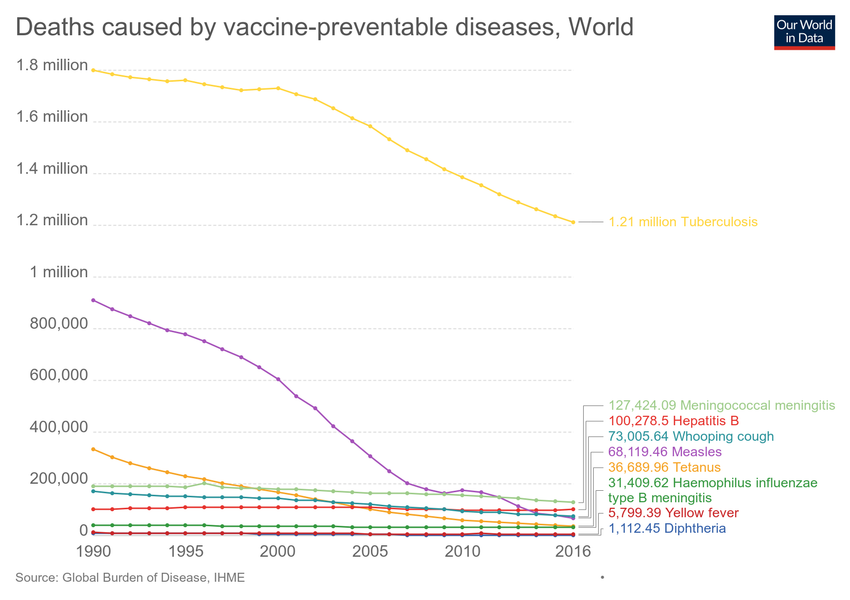 Deaths caused by vaccine-preventable diseases, World
Our World
in Data
1.8 million
1.6 million
1.4 million
1.2 million
1 million
800,000
600,000
400,000
200,000
0
1990
1995
2000
2005
2010
2016
1.21 million Tuberculosis
127,424.09 Meningococcal meningitis
100,278.5 Hepatitis B
73,005.64 Whooping cough
68,119.46 Measles
36,689.96 Tetanus
31,409.62 Haemophilus influenzae
type B meningitis
5,799.39 Yellow fever
1,112.45 Diphtheria
Source: Global Burden of Disease, IHME